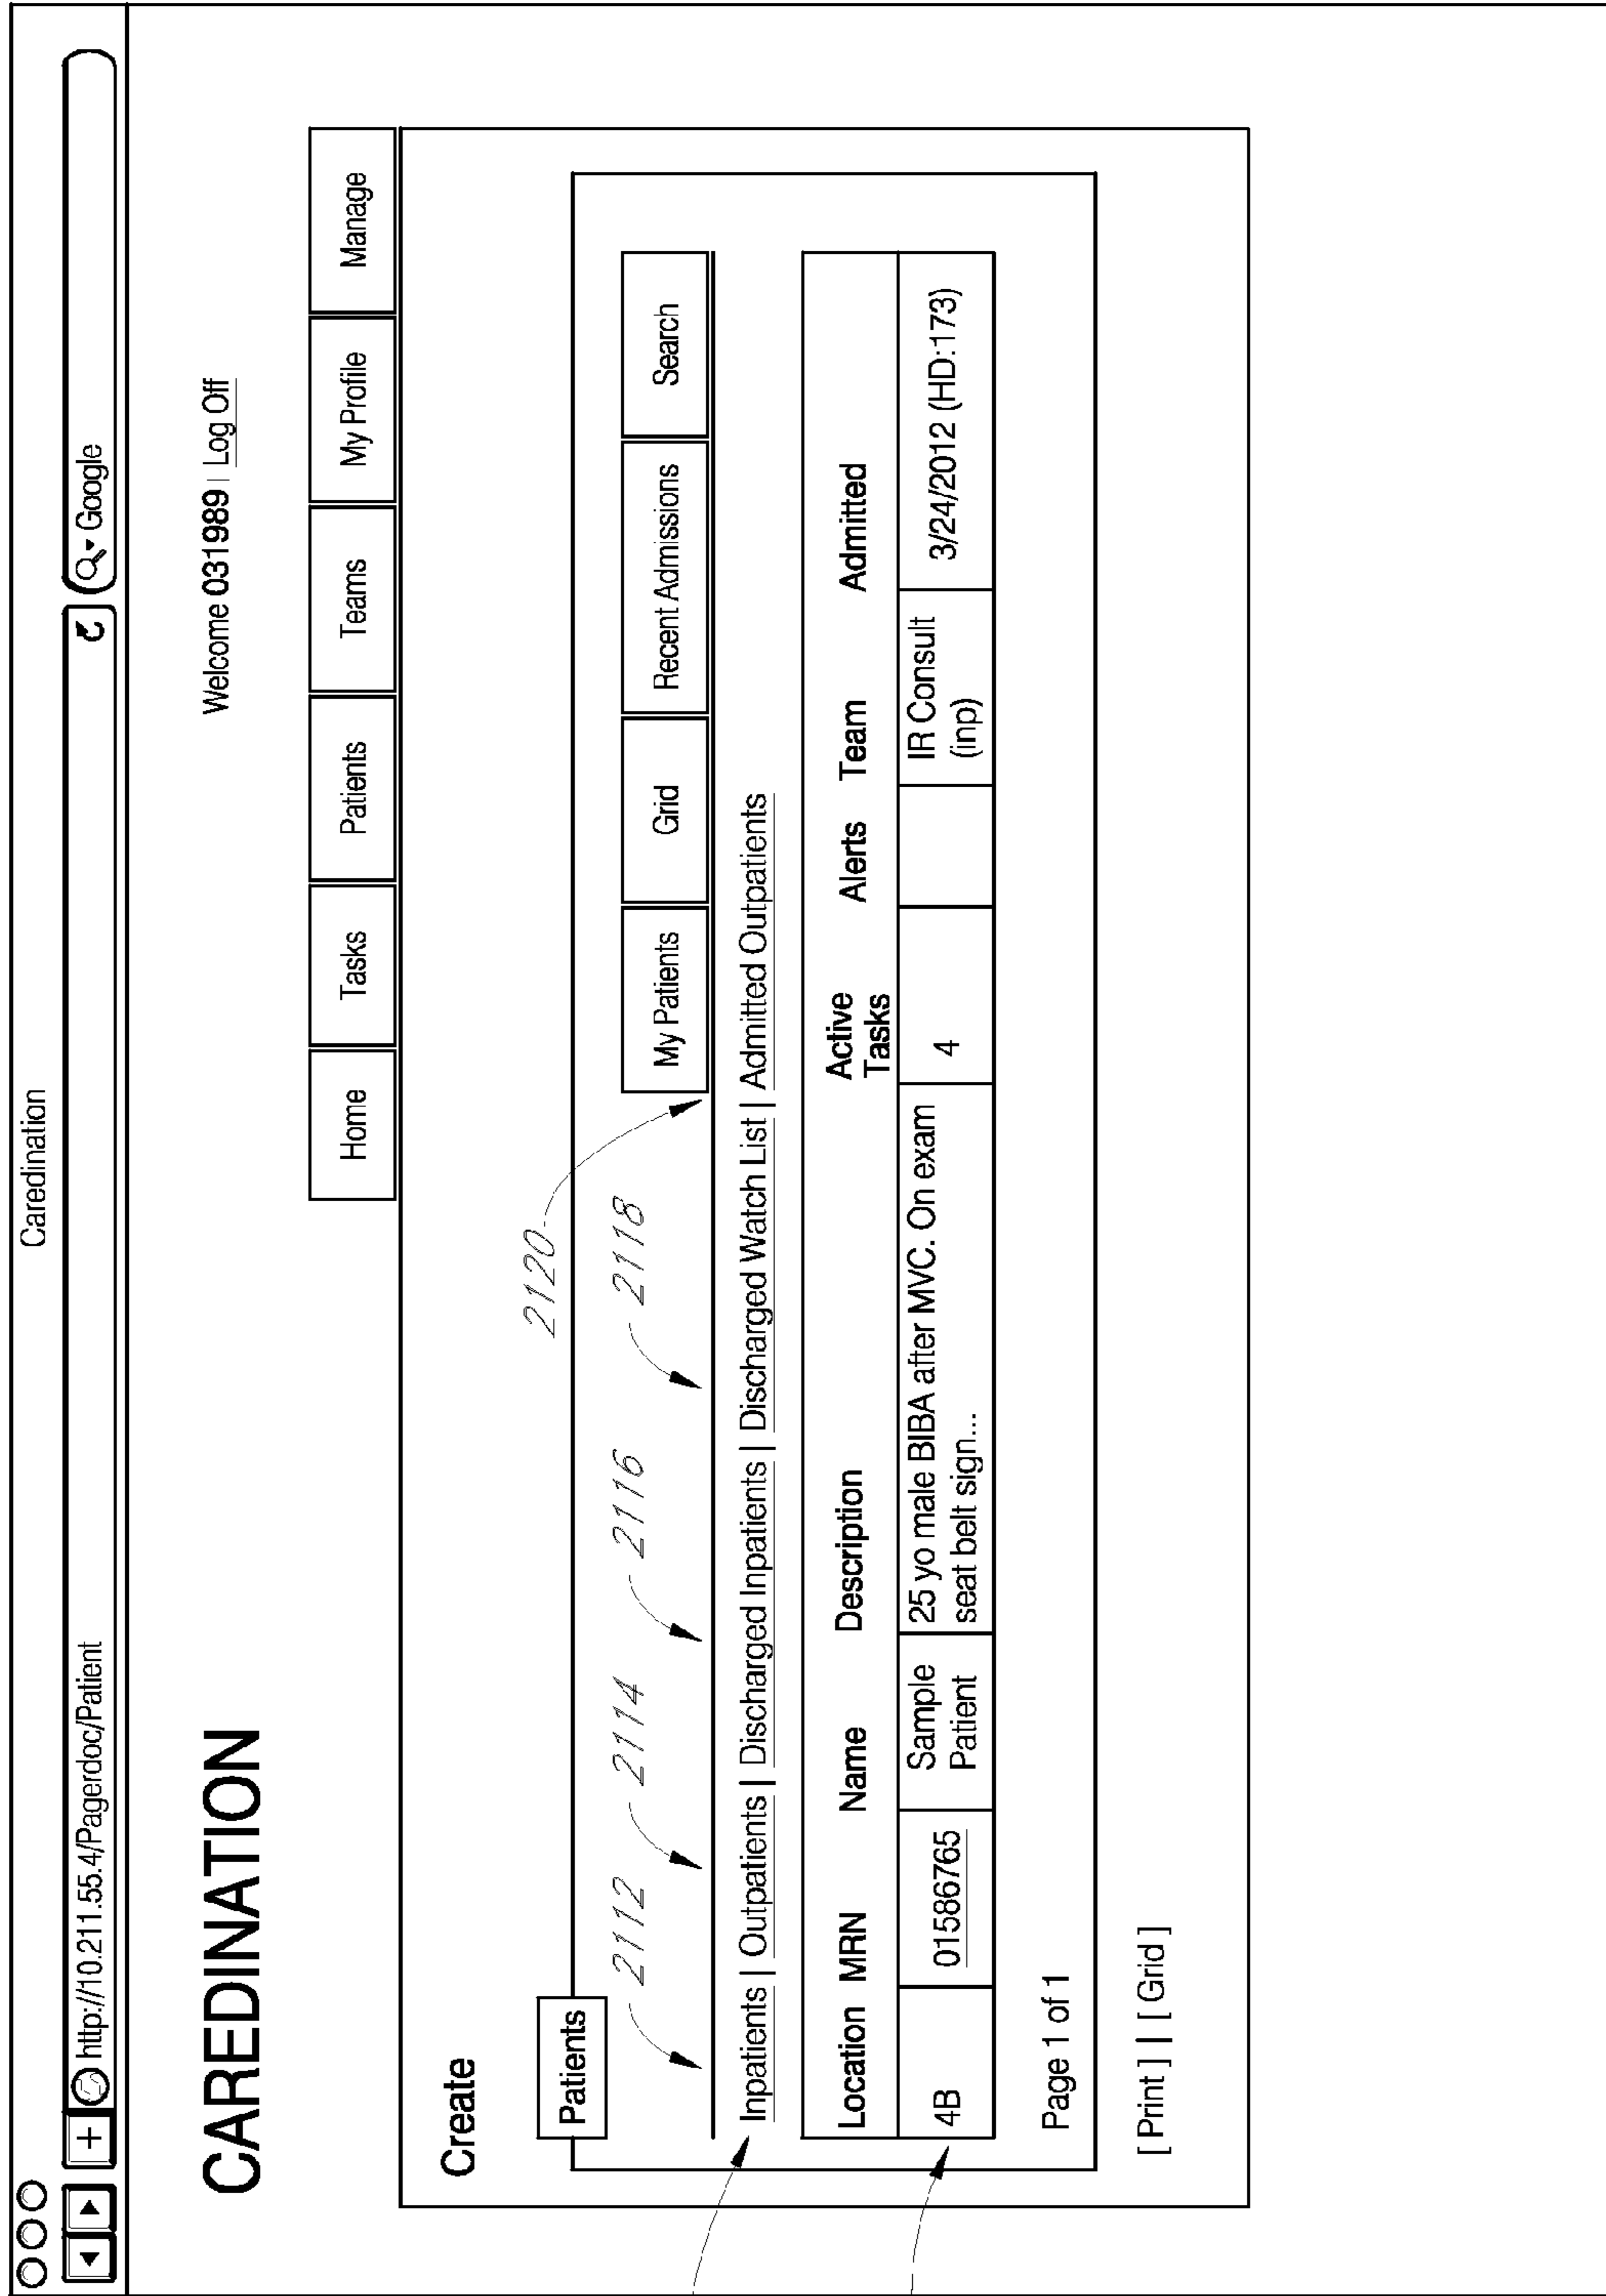 Caredination
+ http://10.211.55.4/Pagerdoc/Patient Google
CAREDINATION
Welcome 031989 | Log Off
Home Tasks Patients Teams My Profile Manage
Create
2120
Patients
2112 2114 2116 2118
My Patients Grid Recent Admissions Search
Inpatients | Outpatients | Discharged Inpatients | Discharged Watch List | Admitted Outpatients
Location MRN Name Description Active Tasks Alerts Team Admitted
4B 01586765 Sample Patient 25 yo male BIBA after MVC. On exam seat belt sign... 4 IR Consult (inp) 3/24/2012 (HD:173)
Page 1 of 1
[ Print ] | [ Grid ]